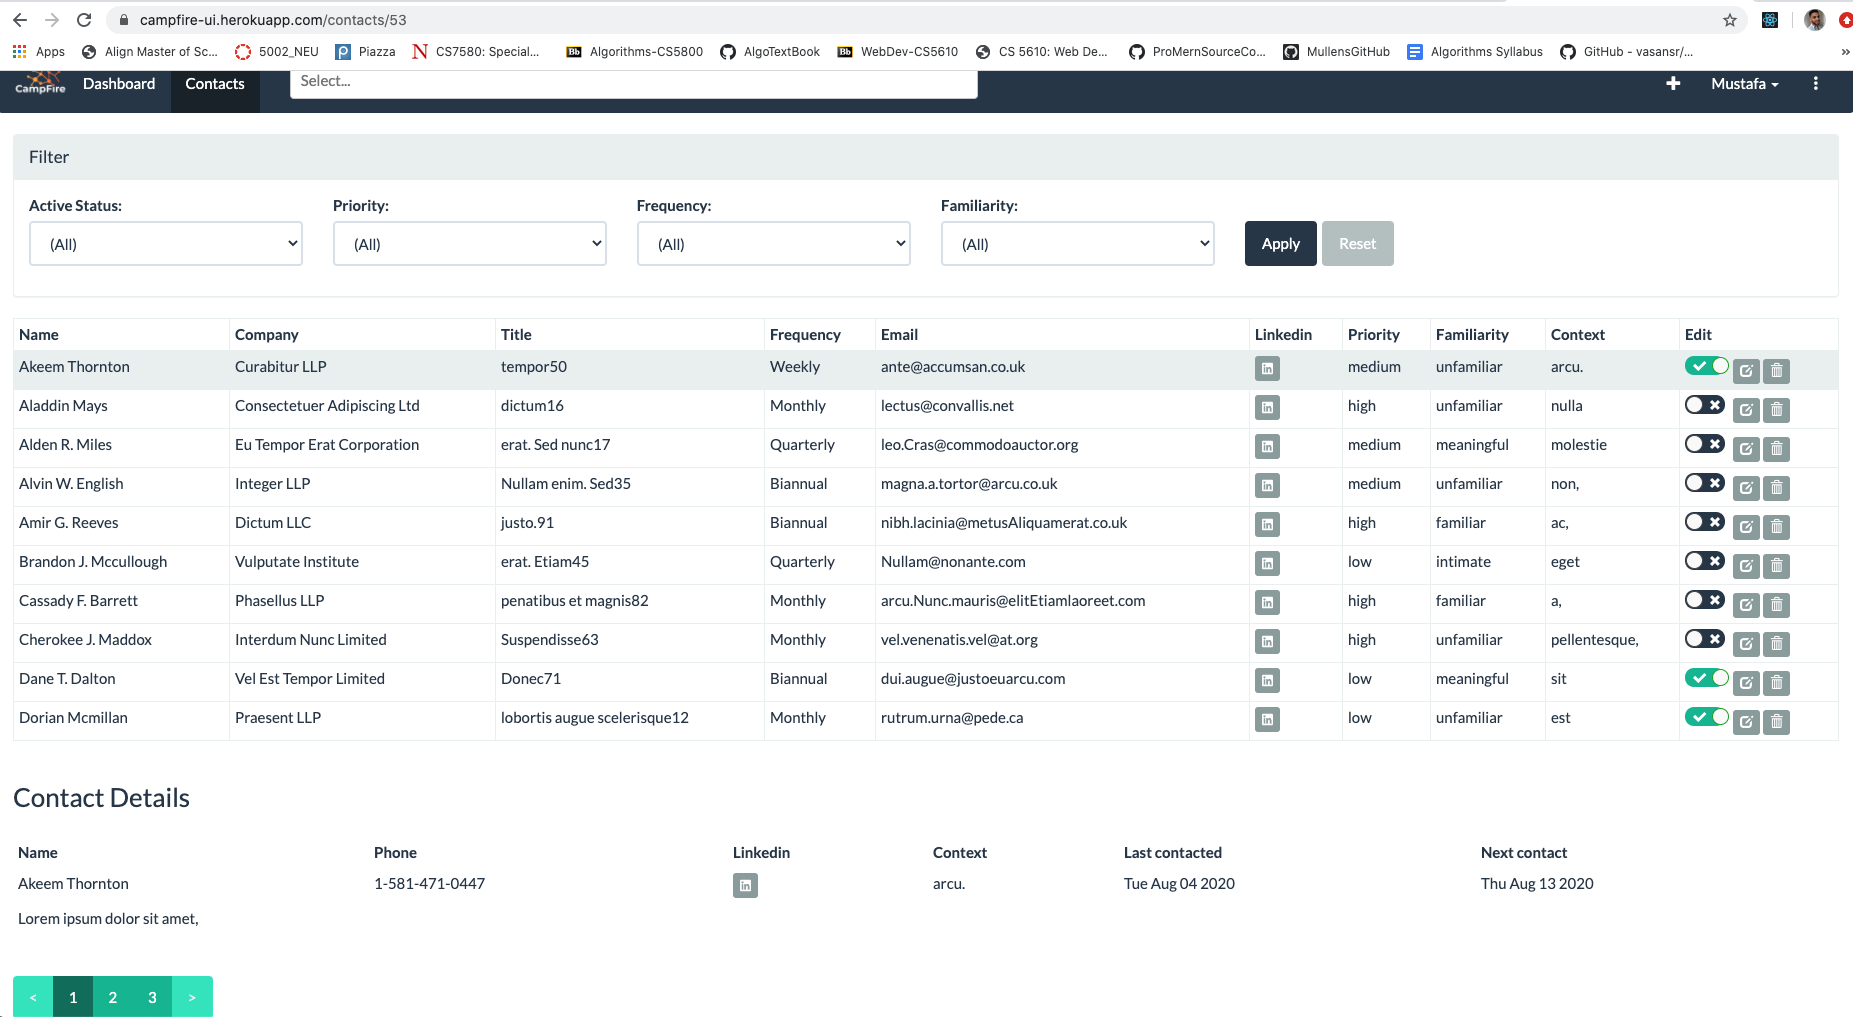 campfire-ui.herokuapp.com/contacts/53
Apps Align Master of Sc... 5002_NEU Piazza CS7580: Special... Algorithms-CS5800 AlgoTextBook WebDev-CS5610 CS 5610: Web De... ProMernSourceCo... MullensGitHub Algorithms Syllabus GitHub - vasansr/... »
CampFire Dashboard Contacts Select... + Mustafa
Filter
Active Status: Priority: Frequency: Familiarity:
(All) (All) (All) (All) Apply Reset
Name Company Title Frequency Email Linkedin Priority Familiarity Context Edit
Akeem Thornton Curabitur LLP tempor50 Weekly ante@accumsan.co.uk medium unfamiliar arcu.
Aladdin Mays Consectetuer Adipiscing Ltd dictum16 Monthly lectus@convallis.net high unfamiliar nulla
Alden R. Miles Eu Tempor Erat Corporation erat. Sed nunc17 Quarterly leo.Cras@commodoauctor.org medium meaningful molestie
Alvin W. English Integer LLP Nullam enim. Sed35 Biannual magna.a.tortor@arcu.co.uk medium unfamiliar non,
Amir G. Reeves Dictum LLC justo.91 Biannual nibh.lacinia@metusAliquamerat.co.uk high familiar ac,
Brandon J. Mccullough Vulputate Institute erat. Etiam45 Quarterly Nullam@nonante.com low intimate eget
Cassady F. Barrett Phasellus LLP penatibus et magnis82 Monthly arcu.Nunc.mauris@elitEtiamlaoreet.com high familiar a,
Cherokee J. Maddox Interdum Nunc Limited Suspendisse63 Monthly vel.venenatis.vel@at.org high unfamiliar pellentesque,
Dane T. Dalton Vel Est Tempor Limited Donec71 Biannual dui.augue@justoeuarcu.com low meaningful sit
Dorian Mcmillan Praesent LLP lobortis augue scelerisque12 Monthly rutrum.urna@pede.ca low unfamiliar est
Contact Details
Name Phone Linkedin Context Last contacted Next contact
Akeem Thornton 1-581-471-0447 arcu. Tue Aug 04 2020 Thu Aug 13 2020
Lorem ipsum dolor sit amet,
< 1 2 3 >